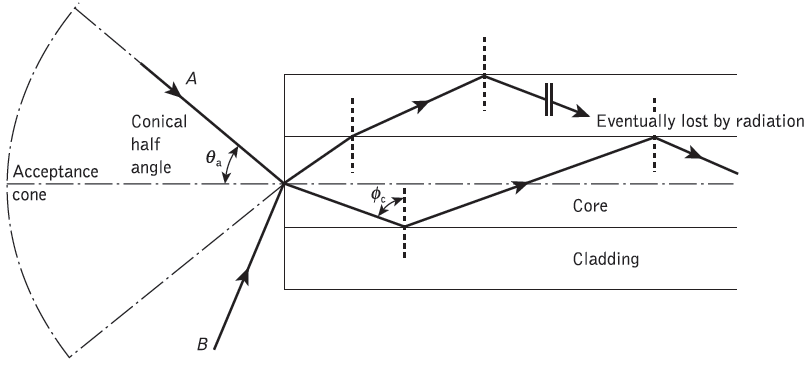 A
Conical
half
angle
θa
Acceptance
cone
Eventually lost by radiation
ϕc
Core
Cladding
B